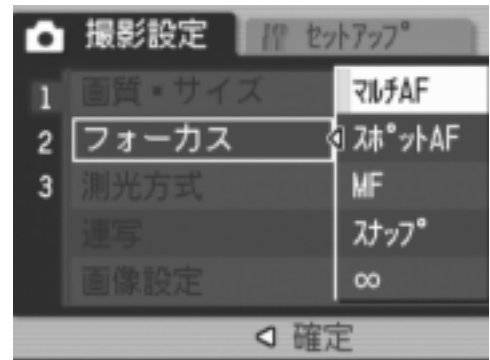 撮影設定 セットアップ
1 画質・サイズ マルチAF
2 フォーカス スポットAF
3 測光方式 MF
連写 スナップ
画像設定 ∞
確定